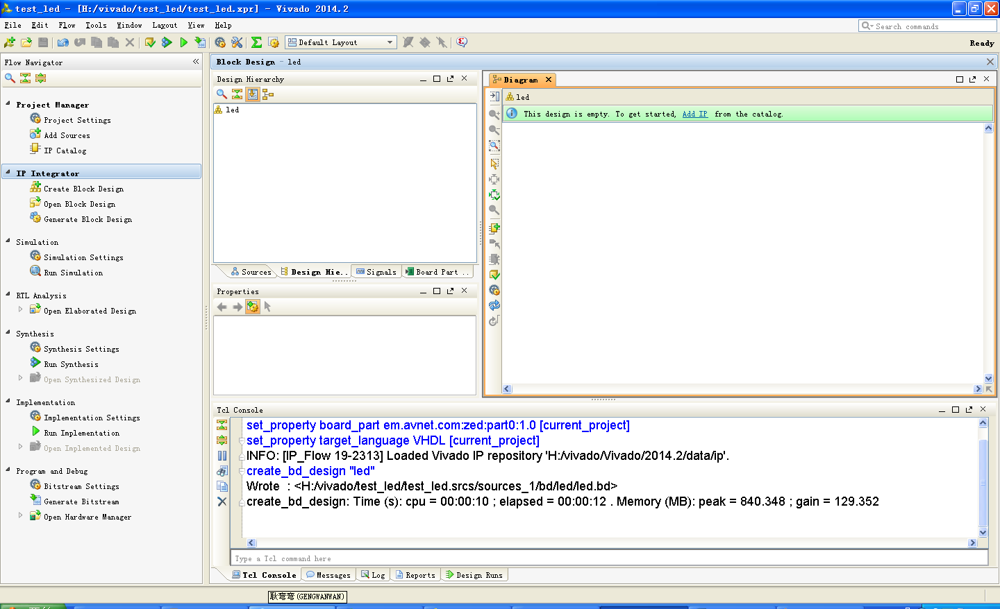 test_led - [H:/vivado/test_led/test_led.xpr] - Vivado 2014.2
File Edit Flow Tools Window Layout View Help
Search commands
Default Layout
Ready
Flow Navigator
Project Manager
Project Settings
Add Sources
IP Catalog
IP Integrator
Create Block Design
Open Block Design
Generate Block Design
Simulation
Simulation Settings
Run Simulation
RTL Analysis
Open Elaborated Design
Synthesis
Synthesis Settings
Run Synthesis
Open Synthesized Design
Implementation
Implementation Settings
Run Implementation
Open Implemented Design
Program and Debug
Bitstream Settings
Generate Bitstream
Open Hardware Manager
Block Design - led
Design Hierarchy
led
Sources
Design Hie..
Signals
Board Part ..
Properties
Diagram
led
This design is empty. To get started, Add IP from the catalog.
Tcl Console
set_property board_part em.avnet.com:zed:part0:1.0 [current_project]
set_property target_language VHDL [current_project]
INFO: [IP_Flow 19-2313] Loaded Vivado IP repository 'H:/vivado/Vivado/2014.2/data/ip'.
create_bd_design "led"
Wrote : <H:/vivado/test_led/test_led.srcs/sources_1/bd/led/led.bd>
create_bd_design: Time (s): cpu = 00:00:10 ; elapsed = 00:00:12 . Memory (MB): peak = 840.348 ; gain = 129.352
Type a Tcl command here
Tcl Console
Messages
Log
Reports
Design Runs
耿弯弯(GENGWANWAN)